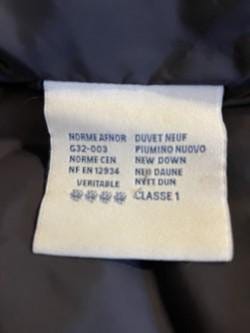 NORME AFNOR
G32-003
NORME CEN
NF EN 12934
VERITABLE
DUVET NEUF
PIUMINO NUOVO
NEW DOWN
NEU DAUNE
NYTT DUN
CLASSE 1